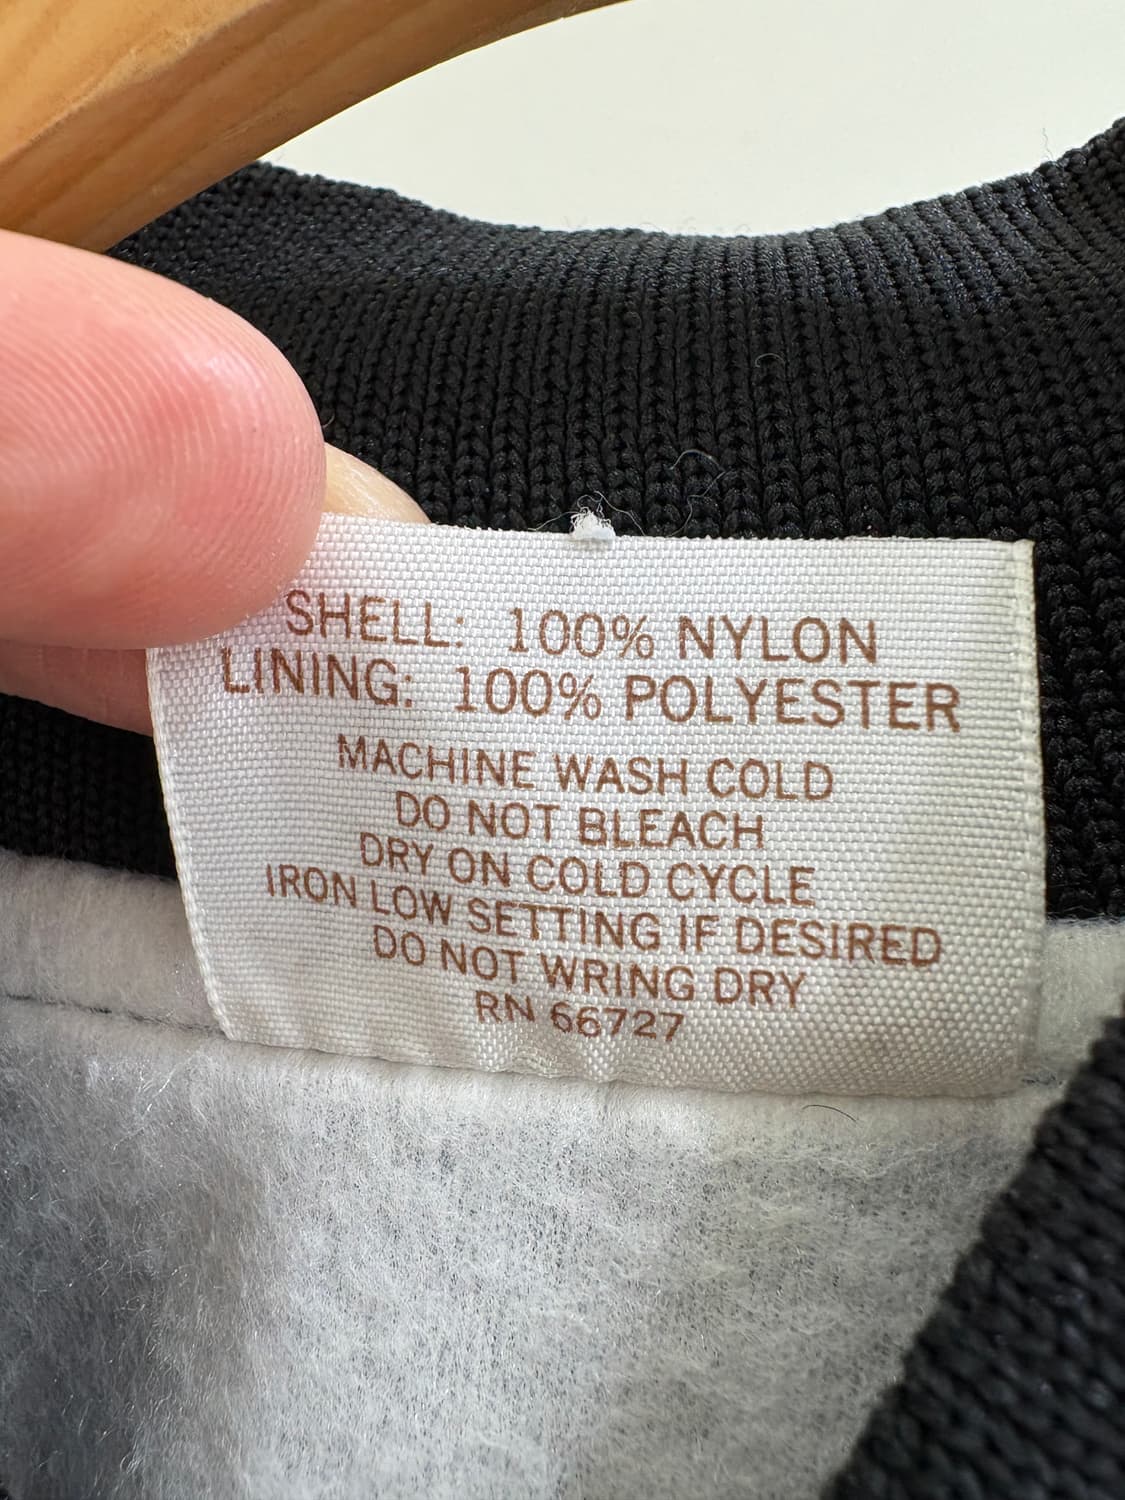 SHELL: 100% NYLON
LINING: 100% POLYESTER
MACHINE WASH COLD
DO NOT BLEACH
DRY ON COLD CYCLE
IRON LOW SETTING IF DESIRED
DO NOT WRING DRY
RN 66727